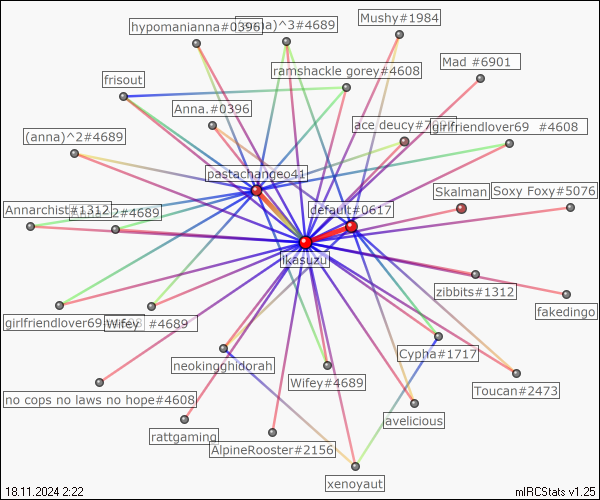 Mushy#1984
hypomanianna#0396
a)^3#4689
Mad #6901
ramshackle gorey#4608
frisout
Anna.#0396
ace deucy#7
girlfriendlover69 #4608
(anna)^2#4689
pastachangeo41
Skalman
Soxy Foxy#5076
Annarchist#1312
2#4689
default#0617
ikasuzu
zibbits#1312
fakedingo
girlfriendlover69
Wifey #4689
neokingghidorah
Cypha#1717
Wifey#4689
Toucan#2473
no cops no laws no hope#4608
avelicious
rattgaming
AlpineRooster#2156
xenoyaut
18.11.2024 2:22
mIRCStats v1.25